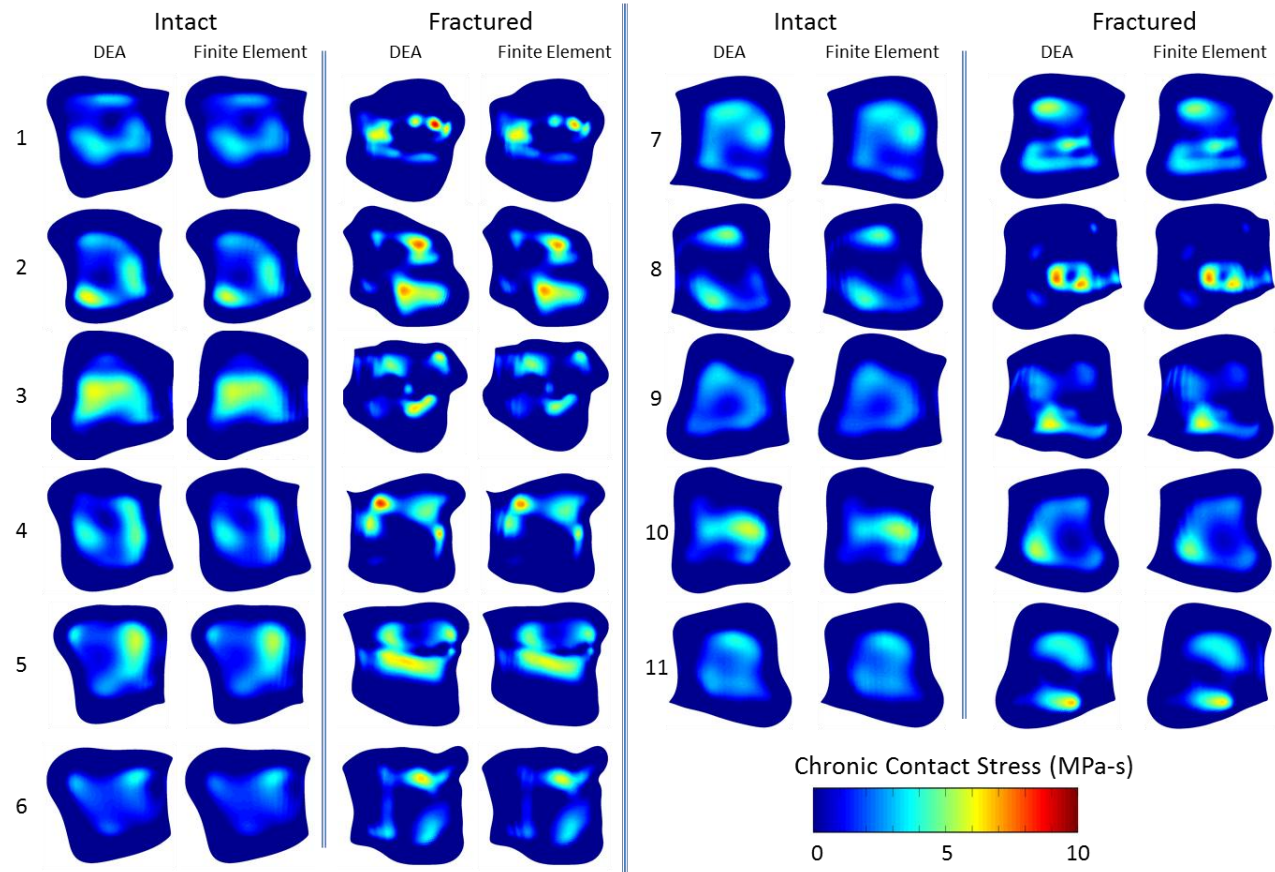 Intact Fractured Intact Fractured
DEA Finite Element DEA Finite Element DEA Finite Element DEA Finite Element
1
2
3
4
5
6
7
8
9
10
11
Chronic Contact Stress (MPa-s)
0 5 10